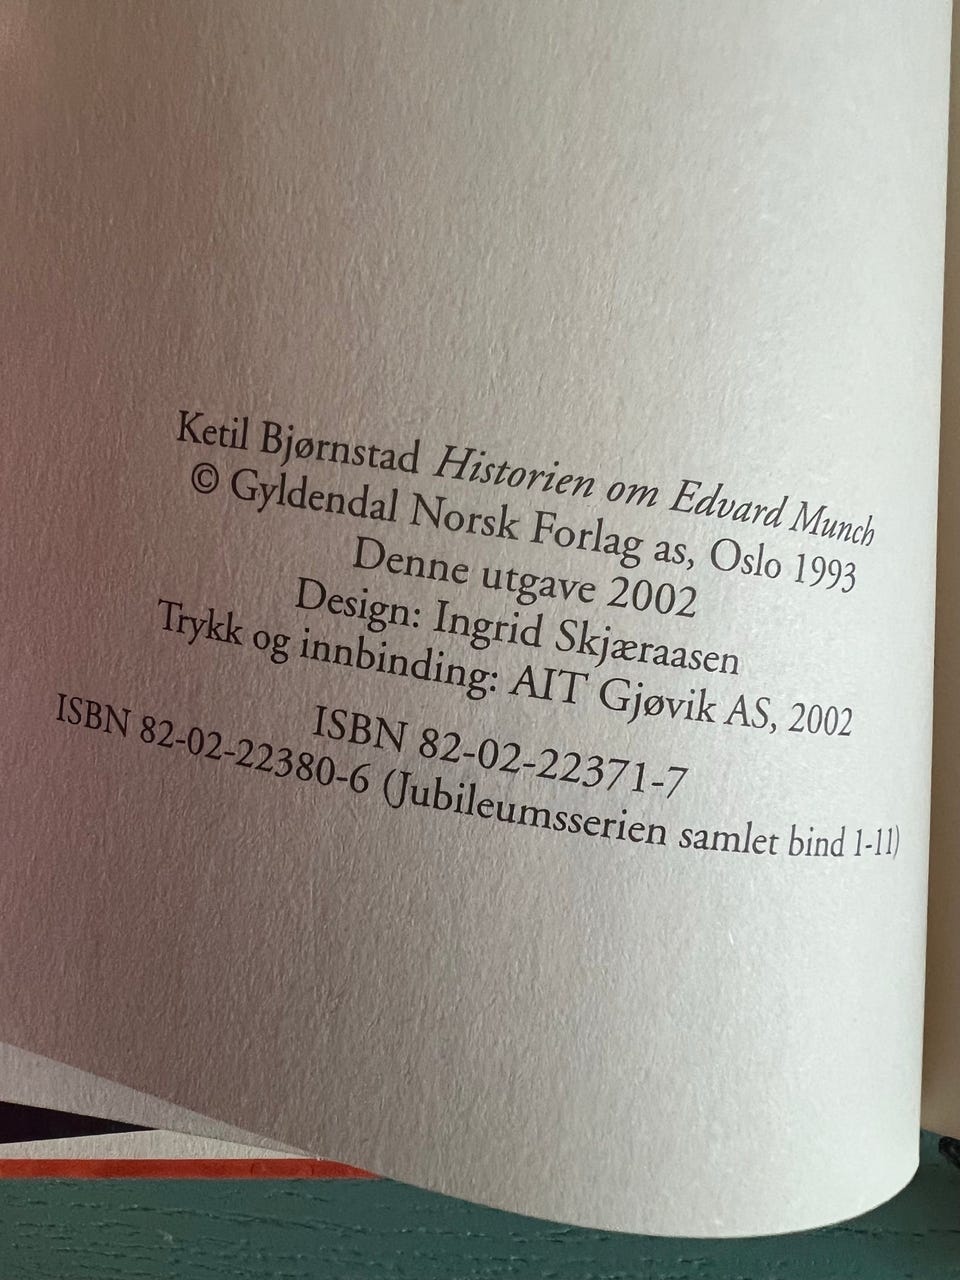 Ketil Bjørnstad Historien om Edvard Munch
© Gyldendal Norsk Forlag as, Oslo 1993
Denne utgave 2002
Design: Ingrid Skjæraasen
Trykk og innbinding: AIT Gjøvik AS, 2002
ISBN 82-02-22371-7
ISBN 82-02-22380-6 (Jubileumsserien samlet bind 1-11)